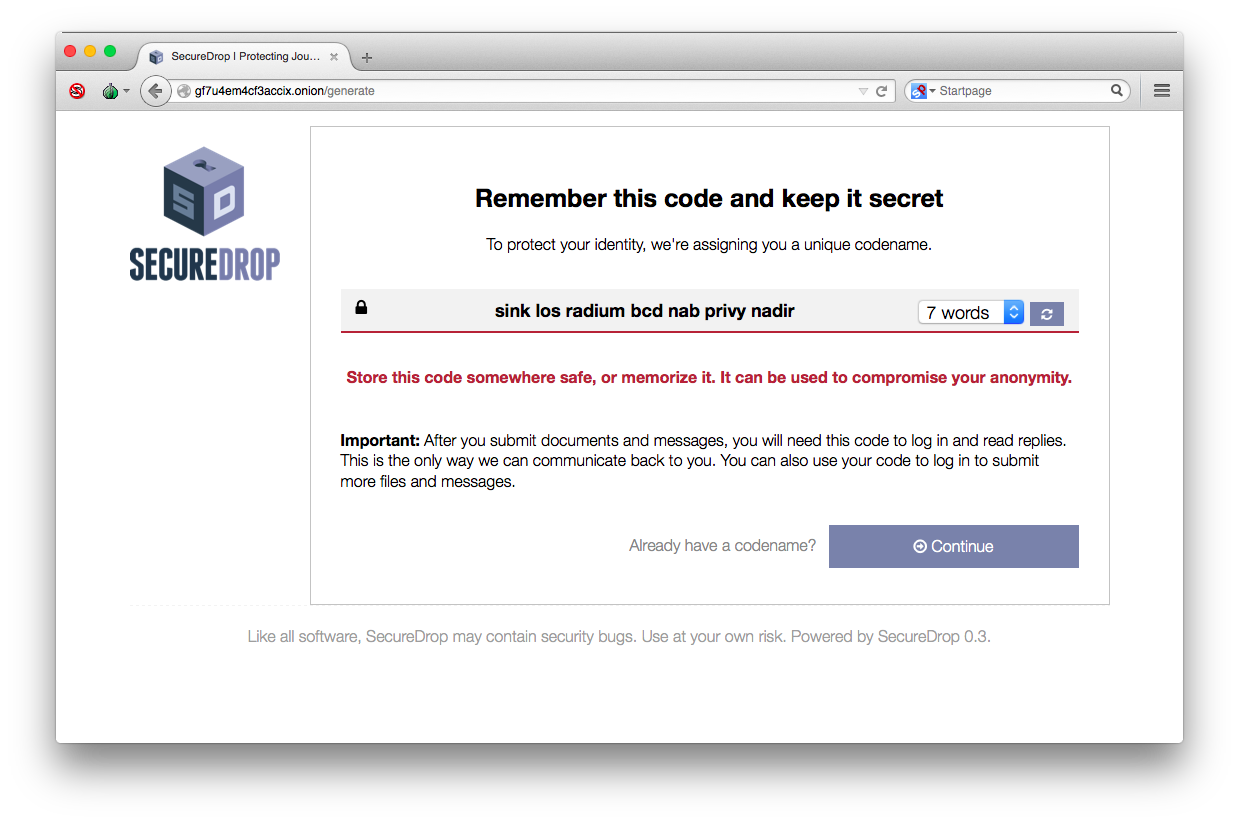 SecureDrop | Protecting Jou...
gf7u4em4cf3accix.onion/generate
Startpage
SD
SECUREDROP
Remember this code and keep it secret
To protect your identity, we're assigning you a unique codename.
sink los radium bcd nab privy nadir
7 words
Store this code somewhere safe, or memorize it. It can be used to compromise your anonymity.
Important: After you submit documents and messages, you will need this code to log in and read replies.
This is the only way we can communicate back to you. You can also use your code to log in to submit
more files and messages.
Already have a codename?
Continue
Like all software, SecureDrop may contain security bugs. Use at your own risk. Powered by SecureDrop 0.3.